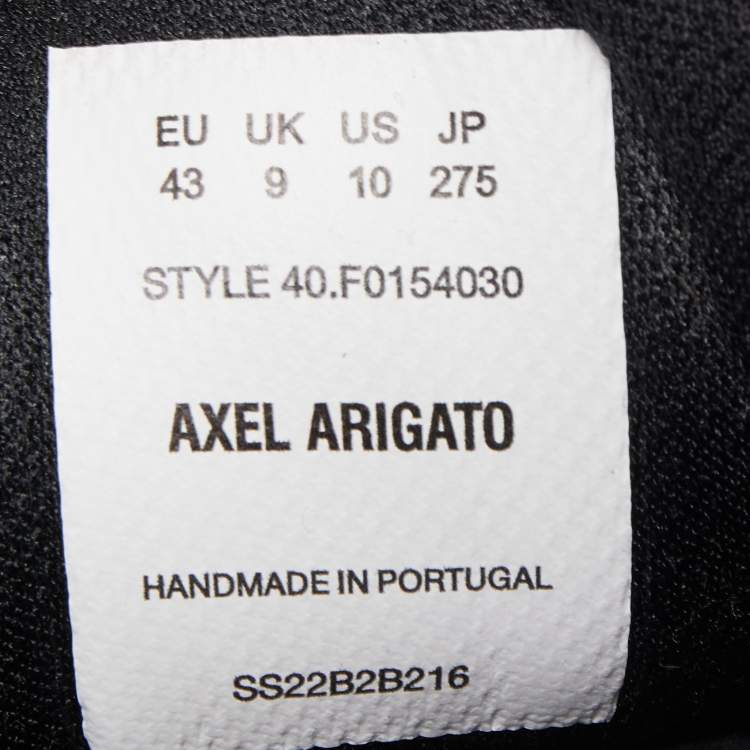 EU UK US JP
43 9 10 275
STYLE 40.F0154030
AXEL ARIGATO
HANDMADE IN PORTUGAL
SS22B2B216